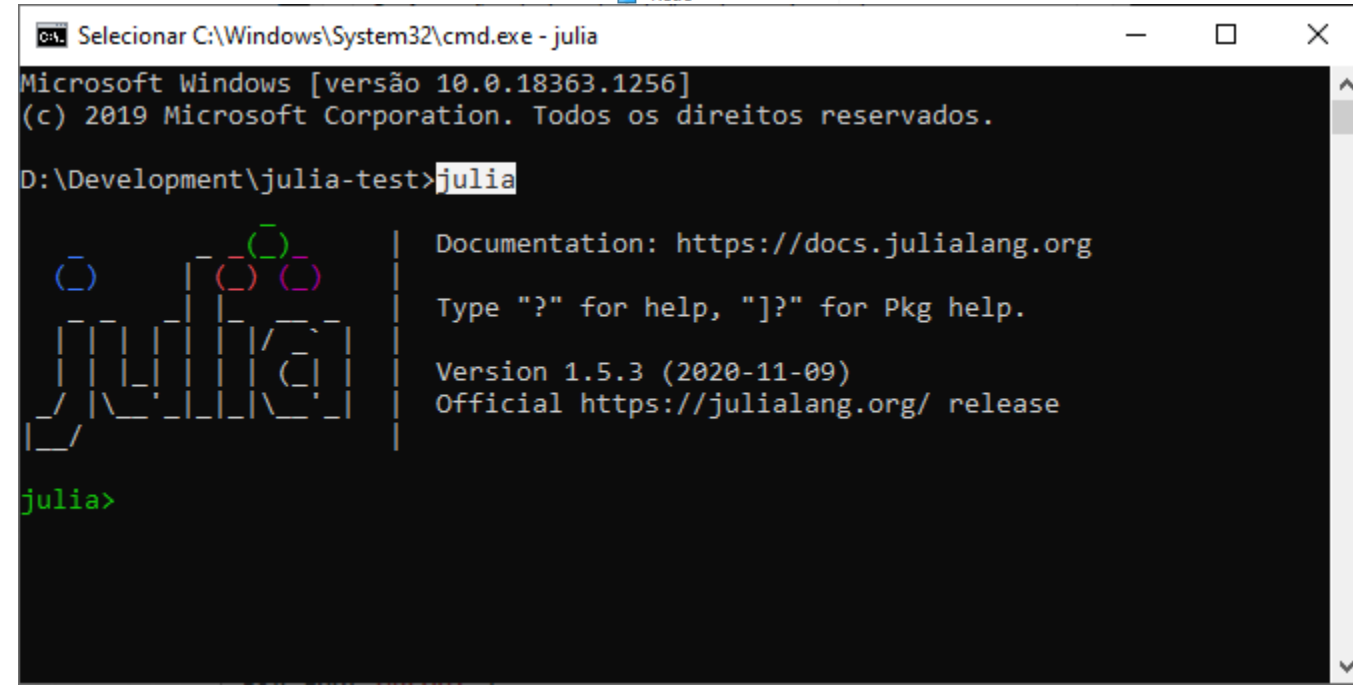 Selecionar C:\Windows\System32\cmd.exe - julia
Microsoft Windows [versão 10.0.18363.1256]
(c) 2019 Microsoft Corporation. Todos os direitos reservados.
D:\Development\julia-test>julia
julia
Documentation: https://docs.julialang.org
Type "?" for help, "]?" for Pkg help.
Version 1.5.3 (2020-11-09)
Official https://julialang.org/ release
julia>